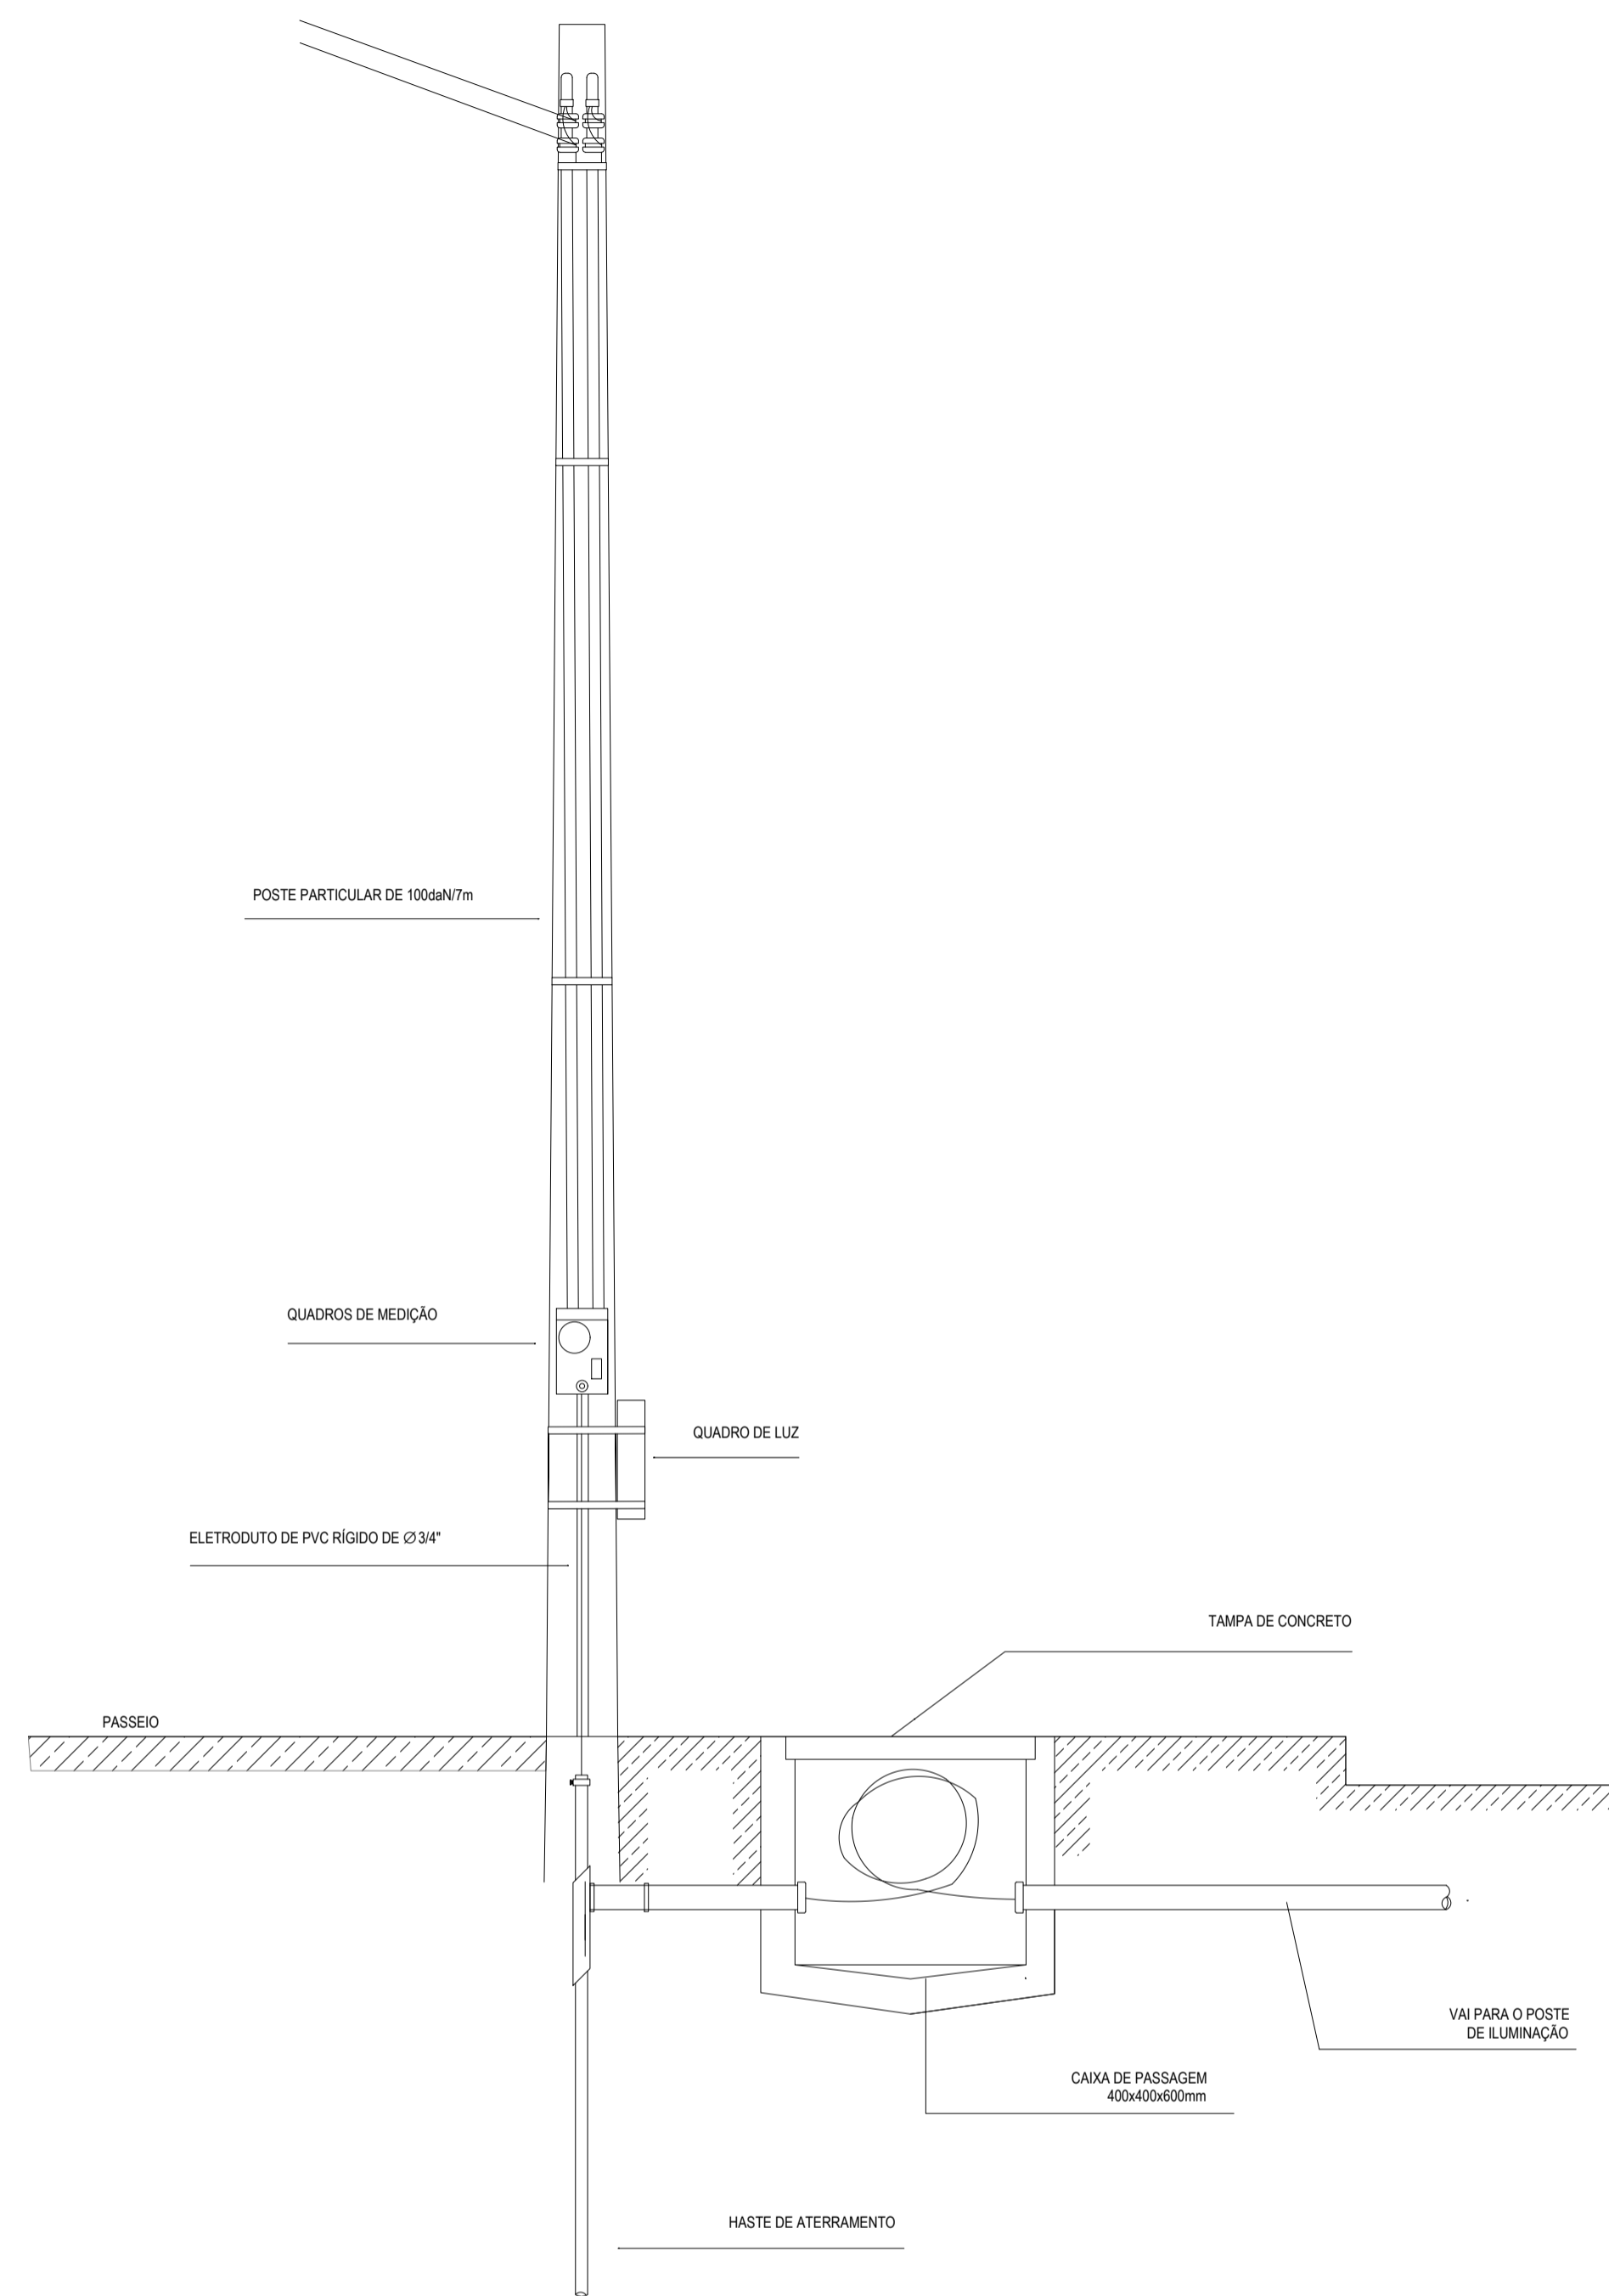 POSTE PARTICULAR DE 100daN/7m
QUADROS DE MEDIÇÃO
QUADRO DE LUZ
ELETRODUTO DE PVC RÍGIDO DE ∅ 3/4"
TAMPA DE CONCRETO
PASSEIO
VAI PARA O POSTE
DE ILUMINAÇÃO
CAIXA DE PASSAGEM
400x400x600mm
HASTE DE ATERRAMENTO